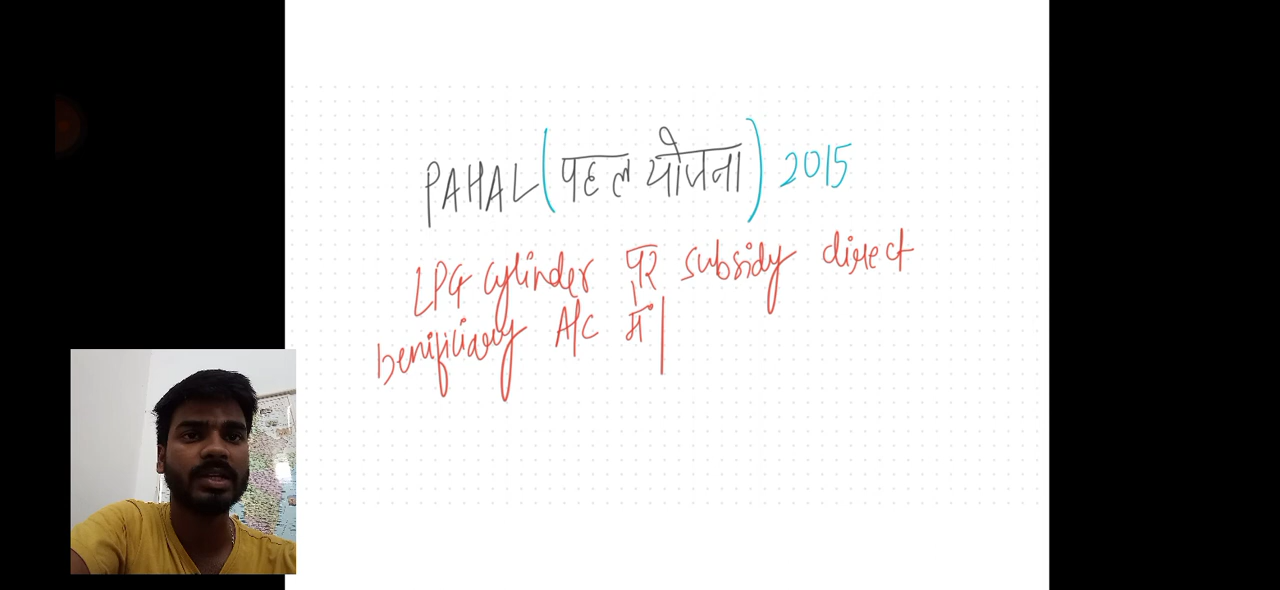 PAHAL (पहल योजना) 2015
LPG cylinder पर subsidy direct
benificiary A/c में|